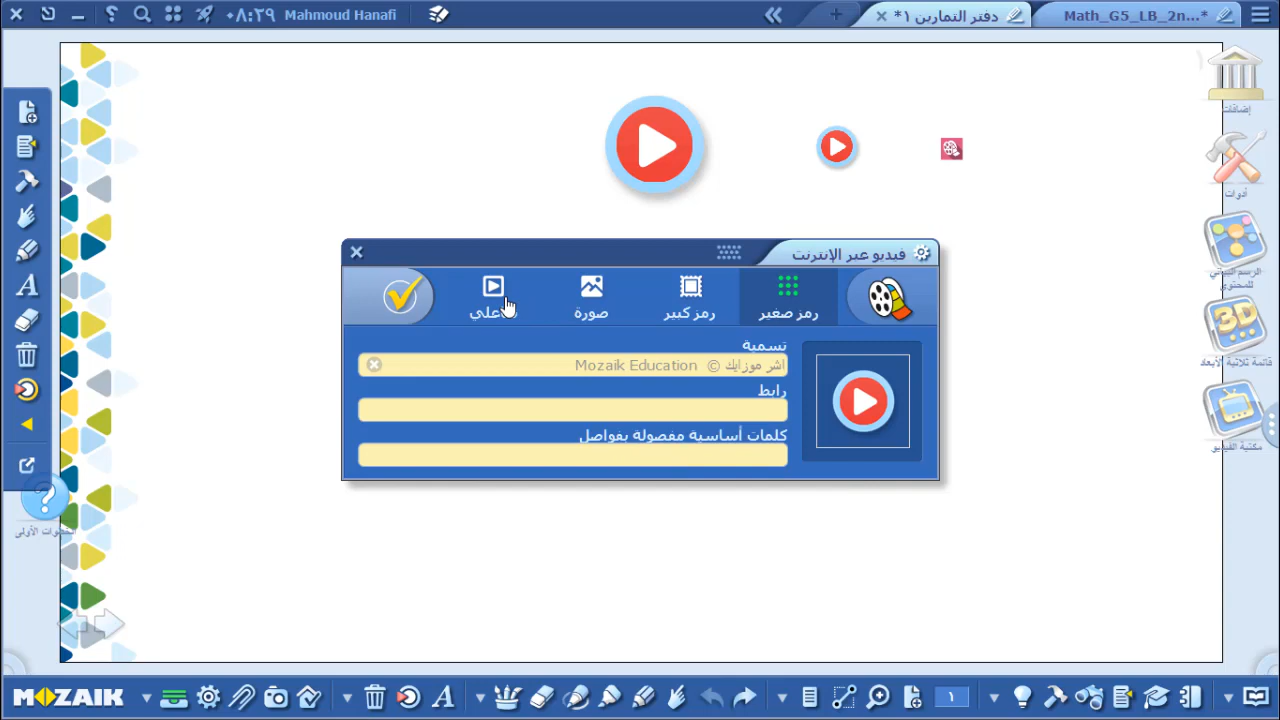 Math_G5_LB_2n...*
دفتر التمارين ١*
Mahmoud Hanafi
٠٨:٢٩
إضافات
أدوات
الرسم البياني للمحتوى
قائمة ثلاثية الأبعاد
مكتبة الفيديو
فيديو عبر الإنترنت
رمز صغير
رمز كبير
صورة
تسمية
انشر موزايك © Mozaik Education
رابط
كلمات أساسية مفصولة بفواصل
الخطوات الأولى
3D
MOZAIK
١